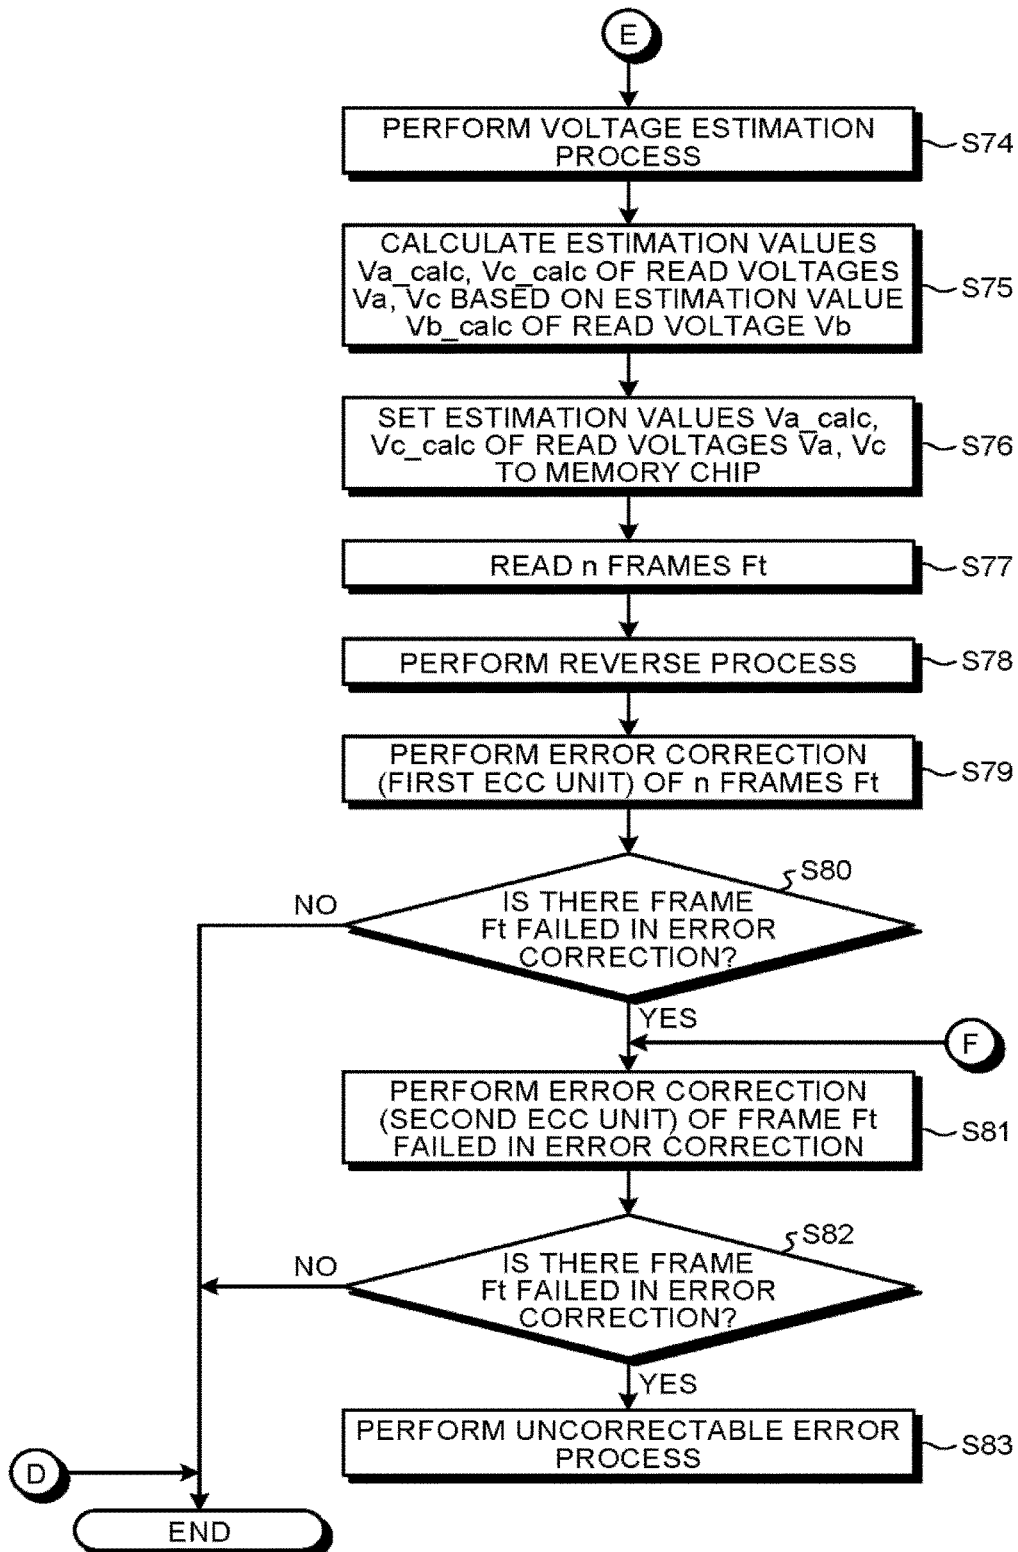 E
PERFORM VOLTAGE ESTIMATION
PROCESS
S74
CALCULATE ESTIMATION VALUES
Va_calc, Vc_calc OF READ VOLTAGES
Va, Vc BASED ON ESTIMATION VALUE
Vb_calc OF READ VOLTAGE Vb
S75
SET ESTIMATION VALUES Va_calc,
Vc_calc OF READ VOLTAGES Va, Vc
TO MEMORY CHIP
S76
READ n FRAMES Ft
S77
PERFORM REVERSE PROCESS
S78
PERFORM ERROR CORRECTION
(FIRST ECC UNIT) OF n FRAMES Ft
S79
S80
NO
IS THERE FRAME
Ft FAILED IN ERROR
CORRECTION?
YES
F
PERFORM ERROR CORRECTION
(SECOND ECC UNIT) OF FRAME Ft
FAILED IN ERROR CORRECTION
S81
S82
NO
IS THERE FRAME
Ft FAILED IN ERROR
CORRECTION?
YES
PERFORM UNCORRECTABLE ERROR
PROCESS
S83
D
END